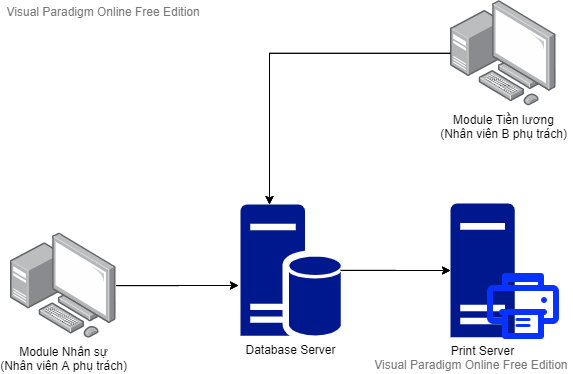 Visual Paradigm Online Free Edition
Module Tiền lương
(Nhân viên B phụ trách)
Database Server
Print Server
Module Nhân sự
(Nhân viên A phụ trách)
Visual Paradigm Online Free Edition